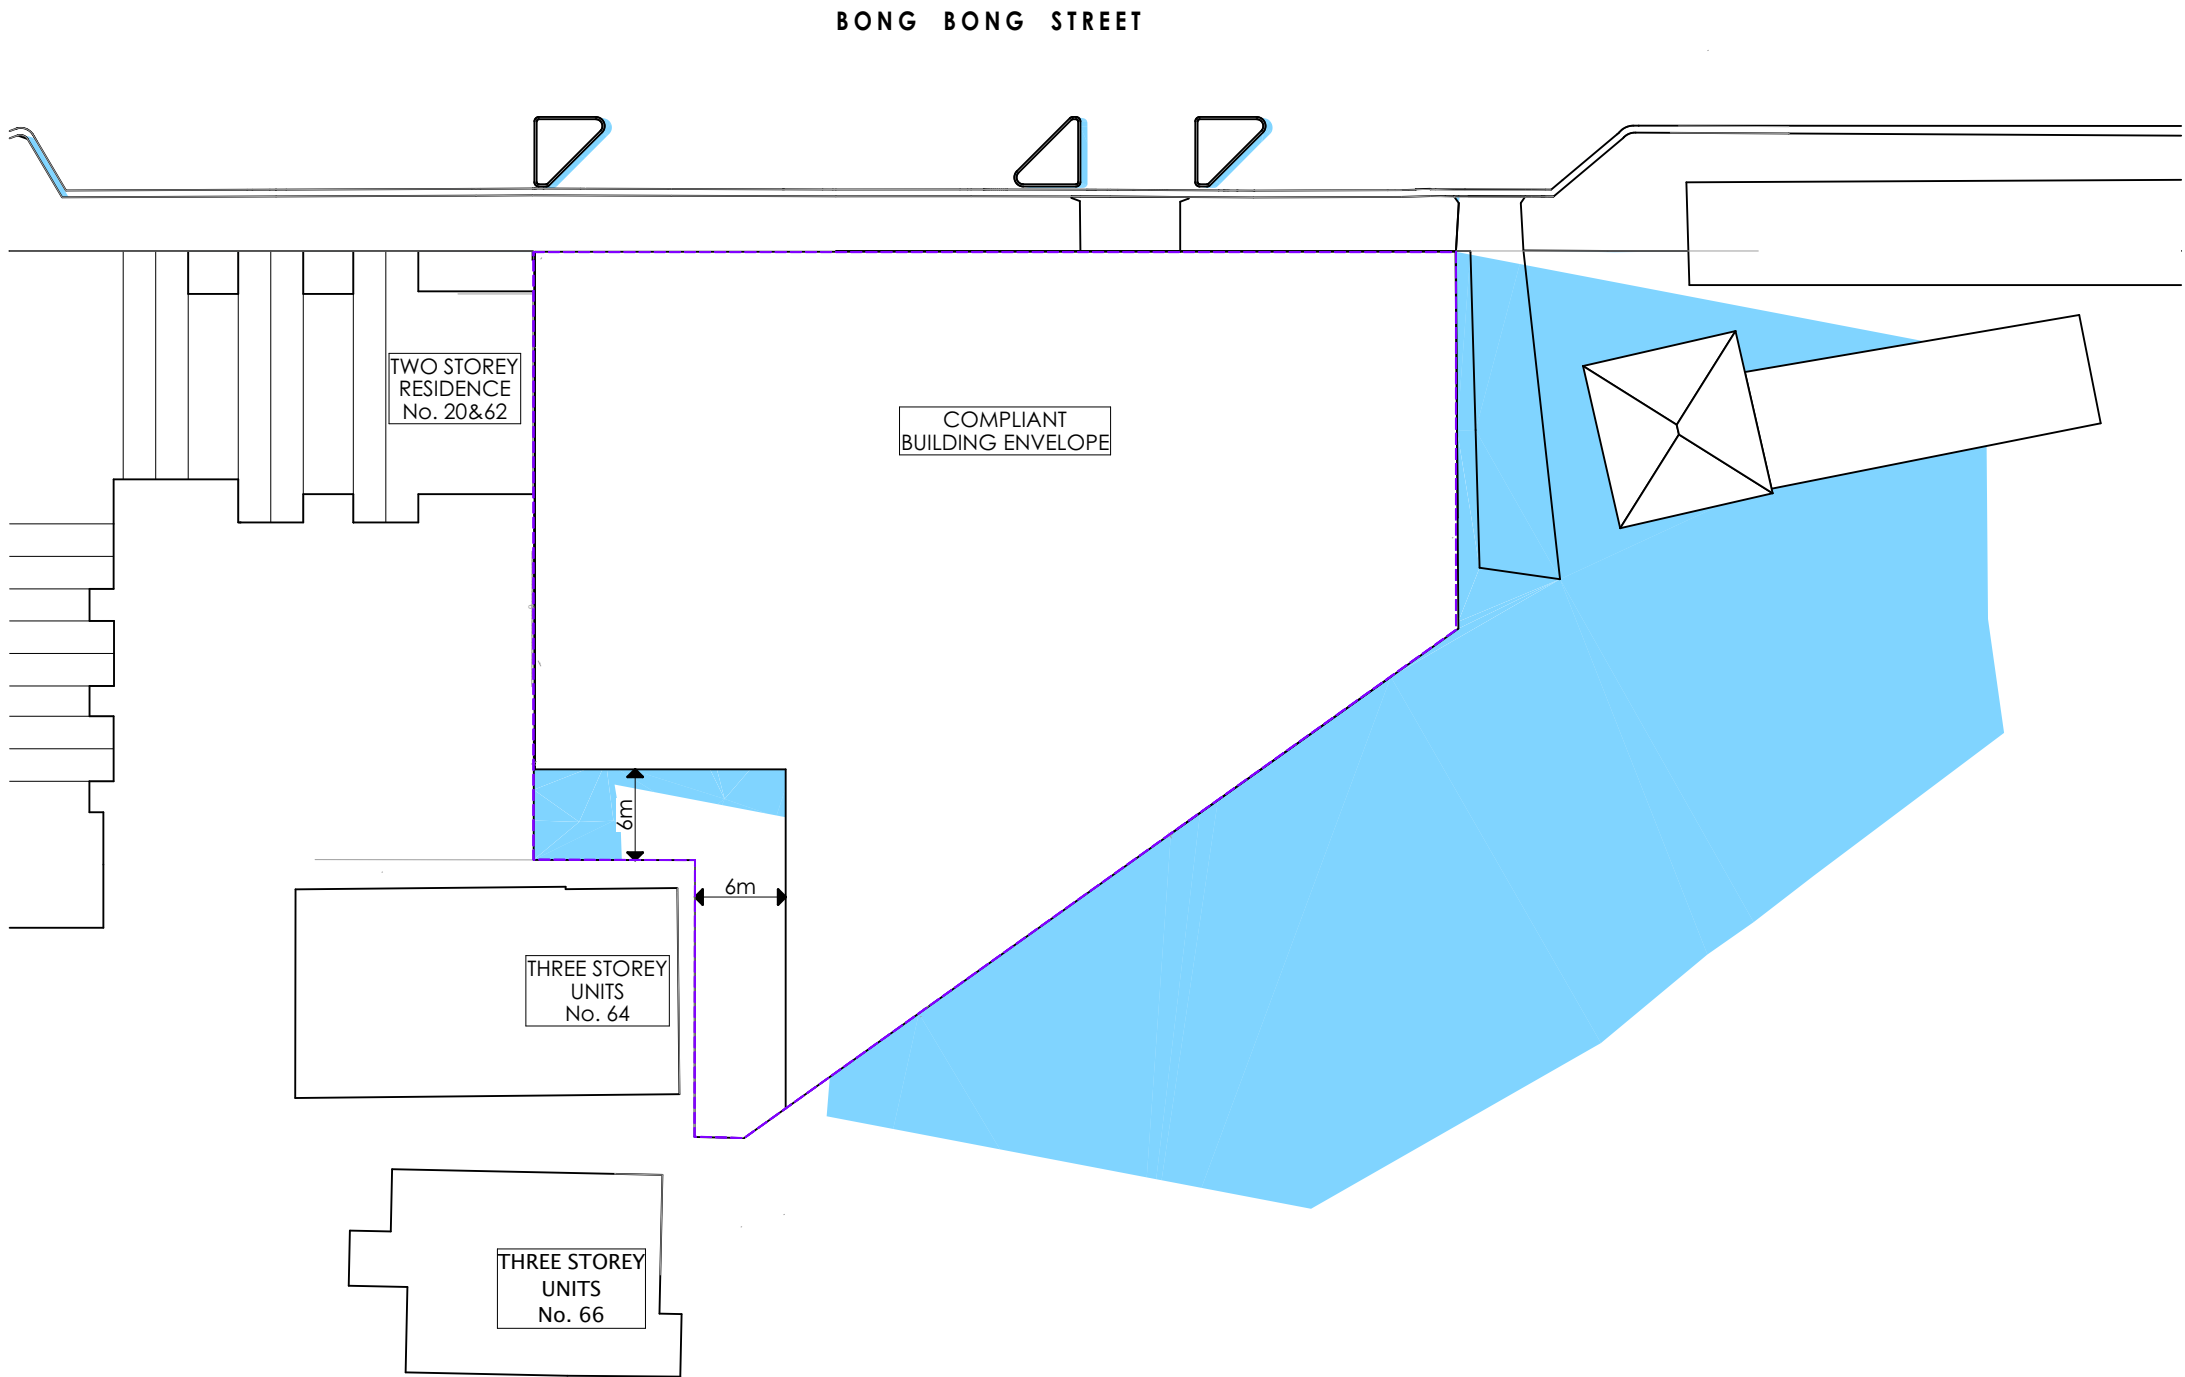 BONG BONG STREET
TWO STOREY
RESIDENCE
No. 20&62
COMPLIANT
BUILDING ENVELOPE
6m
6m
THREE STOREY
UNITS
No. 64
THREE STOREY
UNITS
No. 66